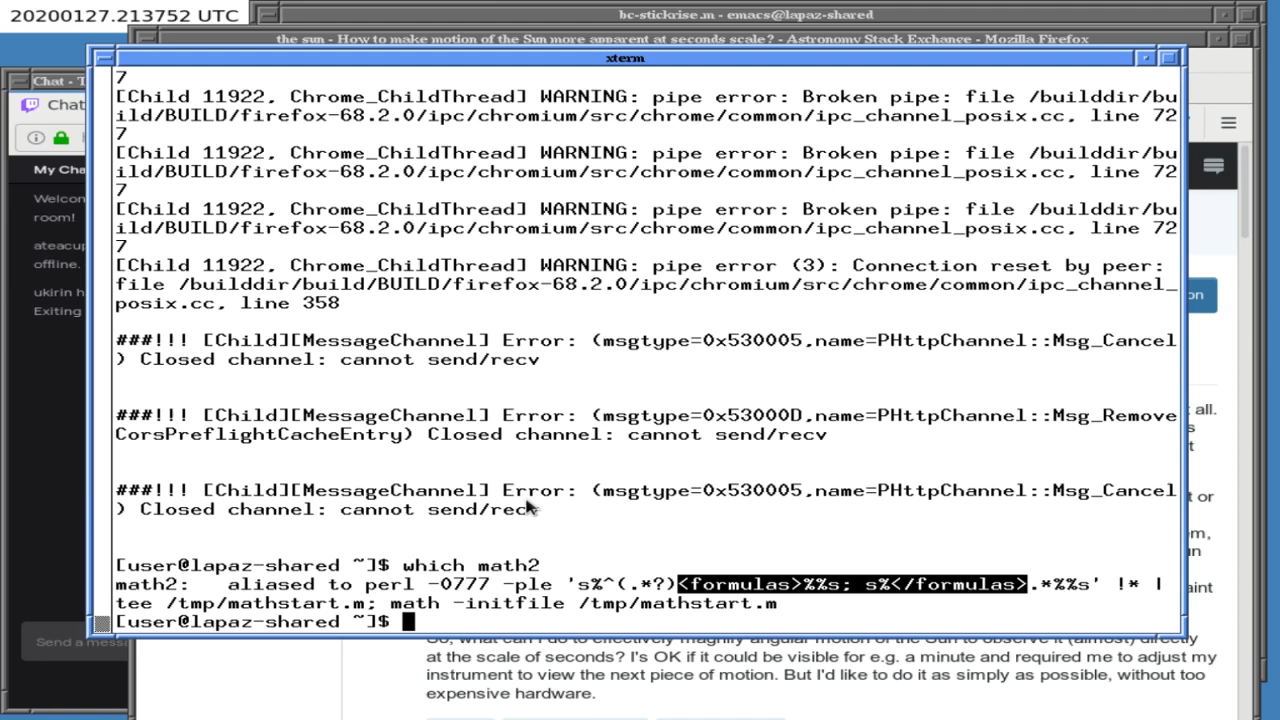 20200127.213752 UTC
bc-stickrise.m - emacs@lapaz-shared
the sun - How to make motion of the Sun more apparent at seconds scale? - Astronomy Stack Exchange - Mozilla Firefox
xterm
Chat - T
Chat
My Cha
Welcon
room!
ateacup
offline.
ukirin h
Exiting
Send a messa
7
[Child 11922, Chrome_ChildThread] WARNING: pipe error: Broken pipe: file /builddir/bu
ild/BUILD/firefox-68.2.0/ipc/chromium/src/chrome/common/ipc_channel_posix.cc, line 72
7
[Child 11922, Chrome_ChildThread] WARNING: pipe error: Broken pipe: file /builddir/bu
ild/BUILD/firefox-68.2.0/ipc/chromium/src/chrome/common/ipc_channel_posix.cc, line 72
7
[Child 11922, Chrome_ChildThread] WARNING: pipe error: Broken pipe: file /builddir/bu
ild/BUILD/firefox-68.2.0/ipc/chromium/src/chrome/common/ipc_channel_posix.cc, line 72
7
[Child 11922, Chrome_ChildThread] WARNING: pipe error (3): Connection reset by peer:
file /builddir/build/BUILD/firefox-68.2.0/ipc/chromium/src/chrome/common/ipc_channel_
posix.cc, line 358
###!!! [Child][MessageChannel] Error: (msgtype=0x530005,name=PHttpChannel::Msg_Cancel
) Closed channel: cannot send/recv
###!!! [Child][MessageChannel] Error: (msgtype=0x53000D,name=PHttpChannel::Msg_Remove
CorsPreflightCacheEntry) Closed channel: cannot send/recv
###!!! [Child][MessageChannel] Error: (msgtype=0x530005,name=PHttpChannel::Msg_Cancel
) Closed channel: cannot send/recv
[user@lapaz-shared ~]$ which math2
math2:   aliased to perl -0777 -ple 's%^(.*?)<formulas>%%s; s%</formulas>.*%%s' !* |
tee /tmp/mathstart.m; math -initfile /tmp/mathstart.m
[user@lapaz-shared ~]$
on
all.
s
t
t or
m,
un
aint
So, what can I do to effectively magnify angular motion of the Sun to observe it (almost) directly
at the scale of seconds? I's OK if it could be visible for e.g. a minute and required me to adjust my
instrument to view the next piece of motion. But I'd like to do it as simply as possible, without too
expensive hardware.